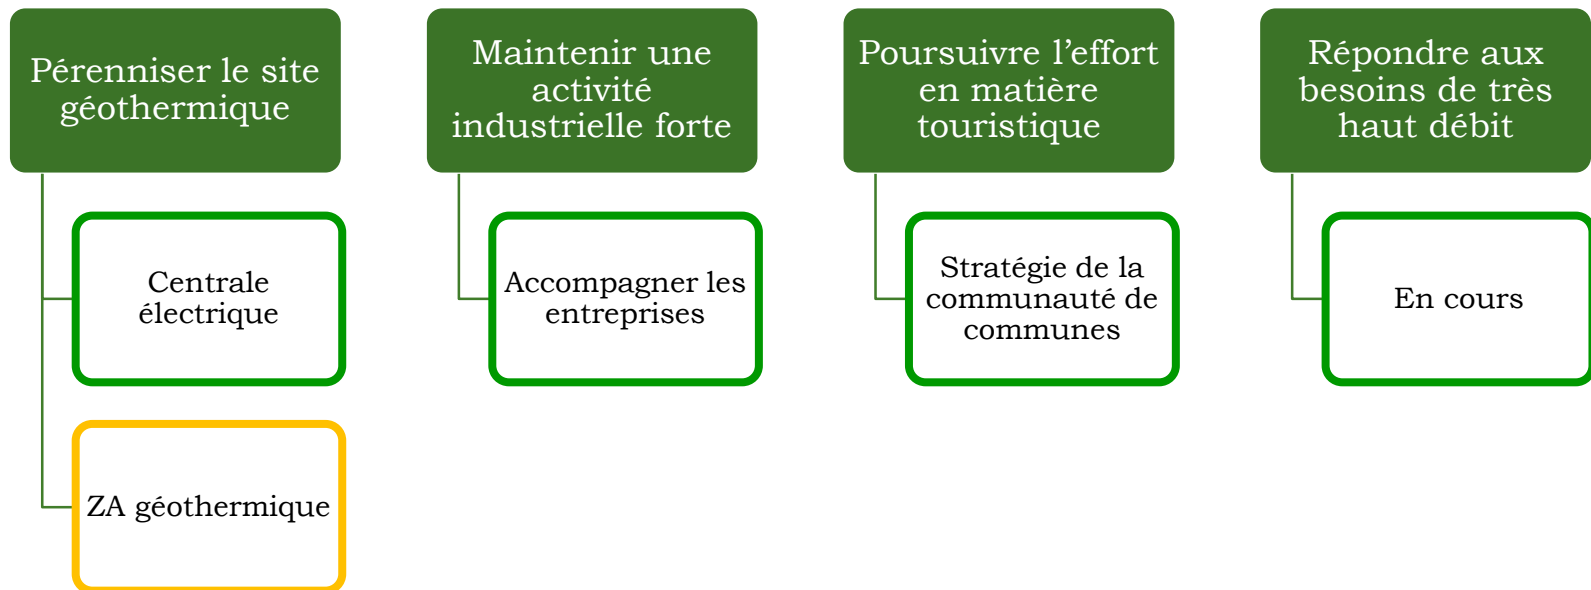 Pérenniser le site
géothermique
Centrale
électrique
ZA géothermique
Maintenir une
activité
industrielle forte
Accompagner les
entreprises
Poursuivre l’effort
en matière
touristique
Stratégie de la
communauté de
communes
Répondre aux
besoins de très
haut débit
En cours